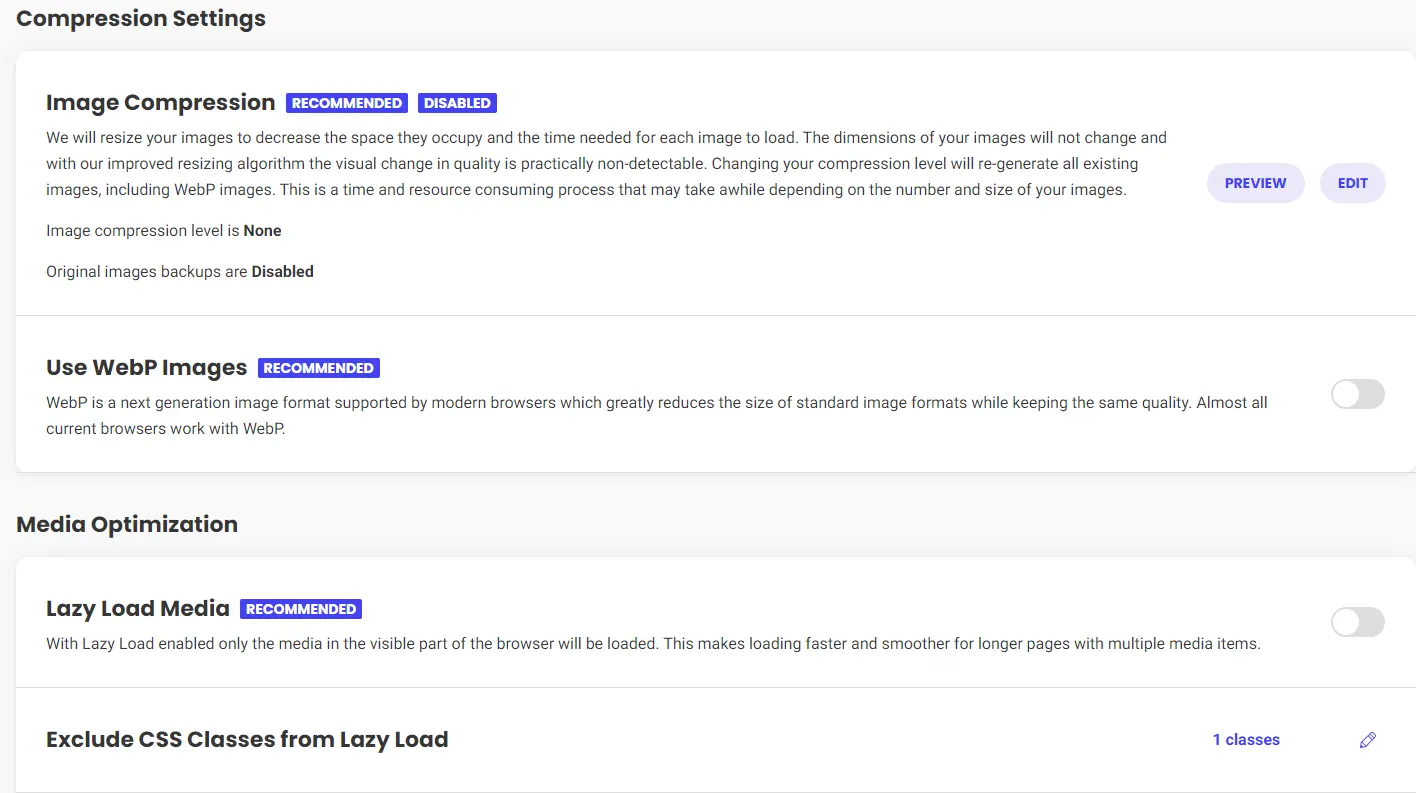 Compression Settings
Image Compression RECOMMENDED DISABLED
We will resize your images to decrease the space they occupy and the time needed for each image to load. The dimensions of your images will not change and
with our improved resizing algorithm the visual change in quality is practically non-detectable. Changing your compression level will re-generate all existing
images, including WebP images. This is a time and resource consuming process that may take awhile depending on the number and size of your images.
PREVIEW EDIT
Image compression level is None
Original images backups are Disabled
Use WebP Images RECOMMENDED
WebP is a next generation image format supported by modern browsers which greatly reduces the size of standard image formats while keeping the same quality. Almost all
current browsers work with WebP.
Media Optimization
Lazy Load Media RECOMMENDED
With Lazy Load enabled only the media in the visible part of the browser will be loaded. This makes loading faster and smoother for longer pages with multiple media items.
Exclude CSS Classes from Lazy Load 1 classes